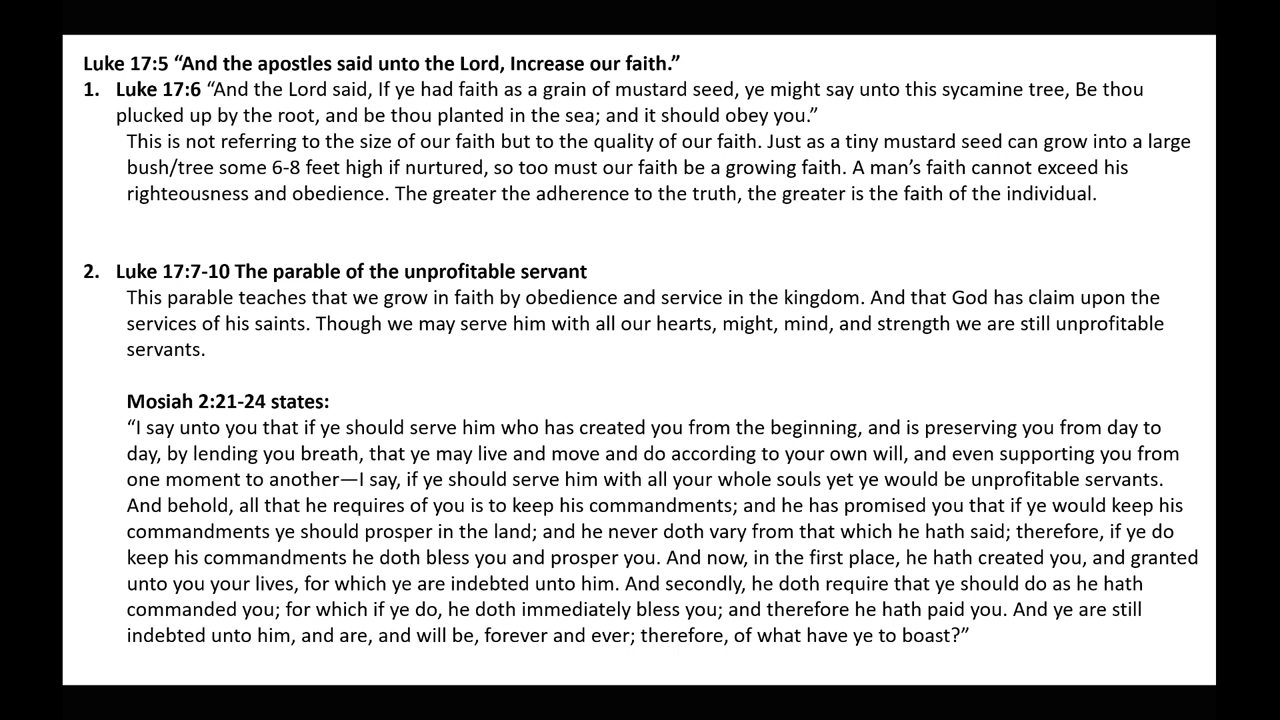 Luke 17:5 “And the apostles said unto the Lord, Increase our faith.”
1. Luke 17:6 “And the Lord said, If ye had faith as a grain of mustard seed, ye might say unto this sycamine tree, Be thou
plucked up by the root, and be thou planted in the sea; and it should obey you.”
This is not referring to the size of our faith but to the quality of our faith. Just as a tiny mustard seed can grow into a large
bush/tree some 6-8 feet high if nurtured, so too must our faith be a growing faith. A man’s faith cannot exceed his
righteousness and obedience. The greater the adherence to the truth, the greater is the faith of the individual.
2. Luke 17:7-10 The parable of the unprofitable servant
This parable teaches that we grow in faith by obedience and service in the kingdom. And that God has claim upon the
services of his saints. Though we may serve him with all our hearts, might, mind, and strength we are still unprofitable
servants.
Mosiah 2:21-24 states:
“I say unto you that if ye should serve him who has created you from the beginning, and is preserving you from day to
day, by lending you breath, that ye may live and move and do according to your own will, and even supporting you from
one moment to another—I say, if ye should serve him with all your whole souls yet ye would be unprofitable servants.
And behold, all that he requires of you is to keep his commandments; and he has promised you that if ye would keep his
commandments ye should prosper in the land; and he never doth vary from that which he hath said; therefore, if ye do
keep his commandments he doth bless you and prosper you. And now, in the first place, he hath created you, and granted
unto you your lives, for which ye are indebted unto him. And secondly, he doth require that ye should do as he hath
commanded you; for which if ye do, he doth immediately bless you; and therefore he hath paid you. And ye are still
indebted unto him, and are, and will be, forever and ever; therefore, of what have ye to boast?”